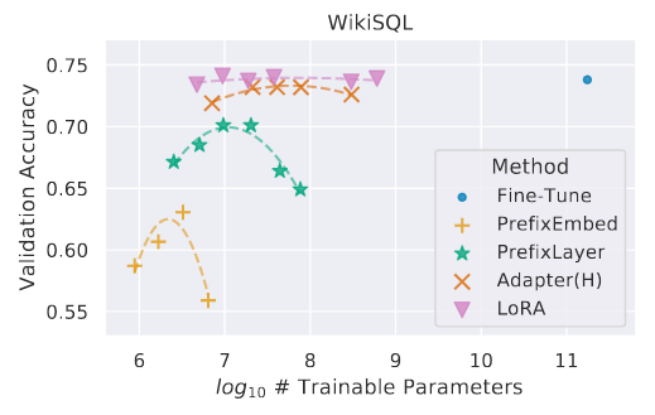 WikiSQL
Validation Accuracy
0.75
0.70
0.65
0.60
0.55
Method
Fine-Tune
PrefixEmbed
PrefixLayer
Adapter(H)
LoRA
6 7 8 9 10 11
log₁₀ # Trainable Parameters